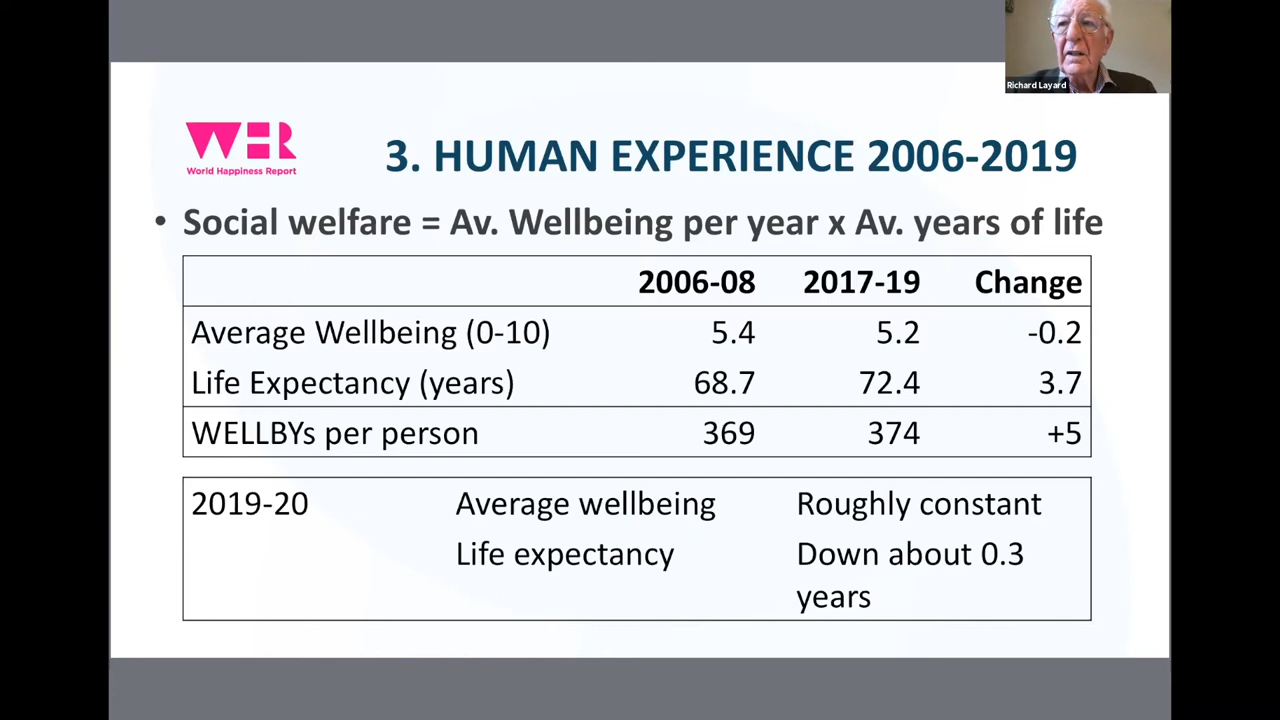 Richard Layard
WHR
World Happiness Report
3. HUMAN EXPERIENCE 2006-2019
• Social welfare = Av. Wellbeing per year x Av. years of life
2006-08 2017-19 Change
Average Wellbeing (0-10) 5.4 5.2 -0.2
Life Expectancy (years) 68.7 72.4 3.7
WELLBYs per person 369 374 +5
2019-20 Average wellbeing Roughly constant
Life expectancy Down about 0.3
years